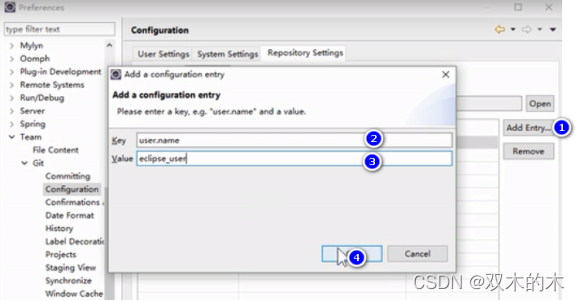 Preferences
type filter text
Mylyn
Oomph
Plug-in Development
Remote Systems
Run/Debug
Server
Spring
Team
File Content
Git
Committing
Configuration
Confirmations
Date Format
History
Label Decorati
Projects
Staging View
Synchronize
Window Cache
Configuration
User Settings
System Settings
Repository Settings
Open
Add Entry...
1
Remove
Add a configuration entry
Add a configuration entry
Please enter a key, e.g. "user.name" and a value.
Key
user.name
2
Value
eclipse_user
3
4
Cancel
CSDN @双木的木